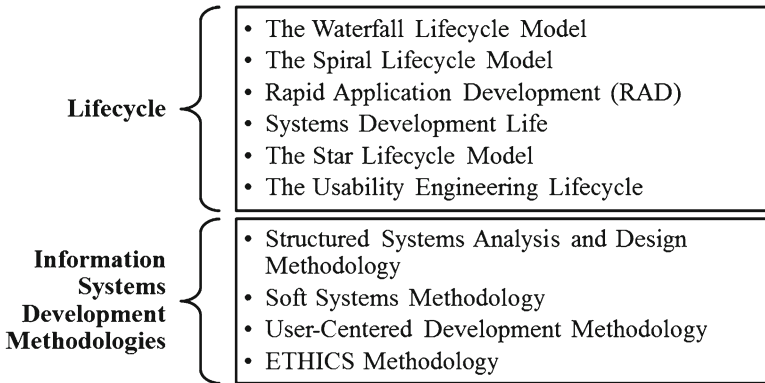 Lifecycle
• The Waterfall Lifecycle Model
• The Spiral Lifecycle Model
• Rapid Application Development (RAD)
• Systems Development Life
• The Star Lifecycle Model
• The Usability Engineering Lifecycle
Information
Systems
Development
Methodologies
• Structured Systems Analysis and Design
Methodology
• Soft Systems Methodology
• User-Centered Development Methodology
• ETHICS Methodology